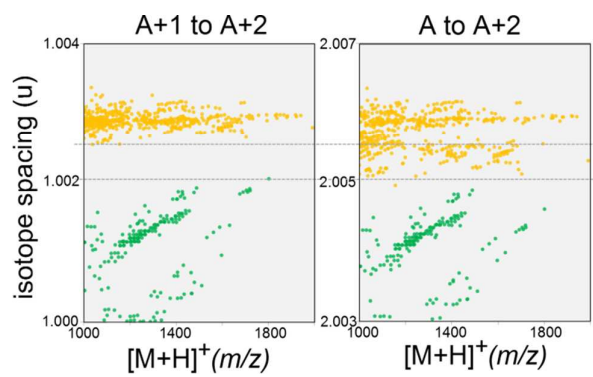 A+1 to A+2
A to A+2
isotope spacing (u)
1.004
1.002
1.000
1000
1400
1800
[M+H]+(m/z)
2.007
2.005
2.003
1000
1400
1800
[M+H]+(m/z)